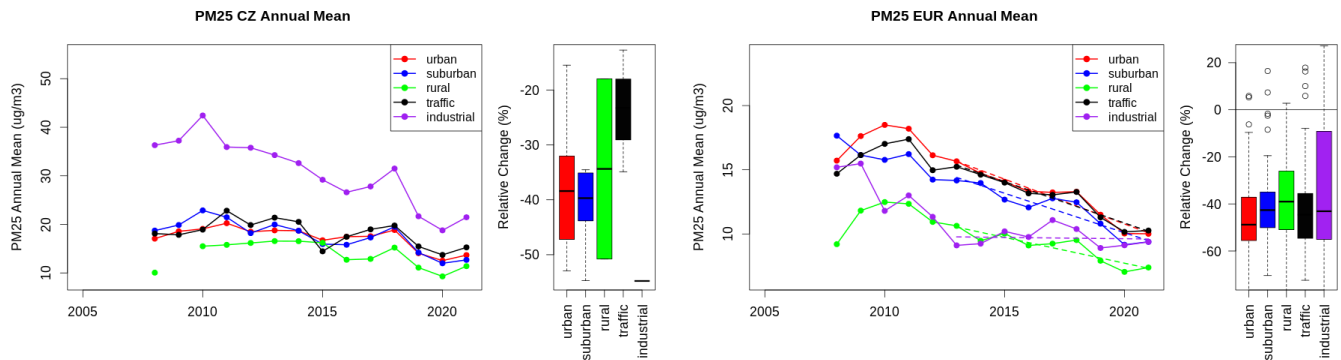 PM25 CZ Annual Mean
PM25 Annual Mean (ug/m3)
50
40
30
20
10
2005
2010
2015
2020
urban
suburban
rural
traffic
industrial
Relative Change (%)
-20
-30
-40
-50
urban
suburban
rural
traffic
industrial
PM25 EUR Annual Mean
PM25 Annual Mean (ug/m3)
20
15
10
2005
2010
2015
2020
urban
suburban
rural
traffic
industrial
Relative Change (%)
20
0
-20
-40
-60
urban
suburban
rural
traffic
industrial